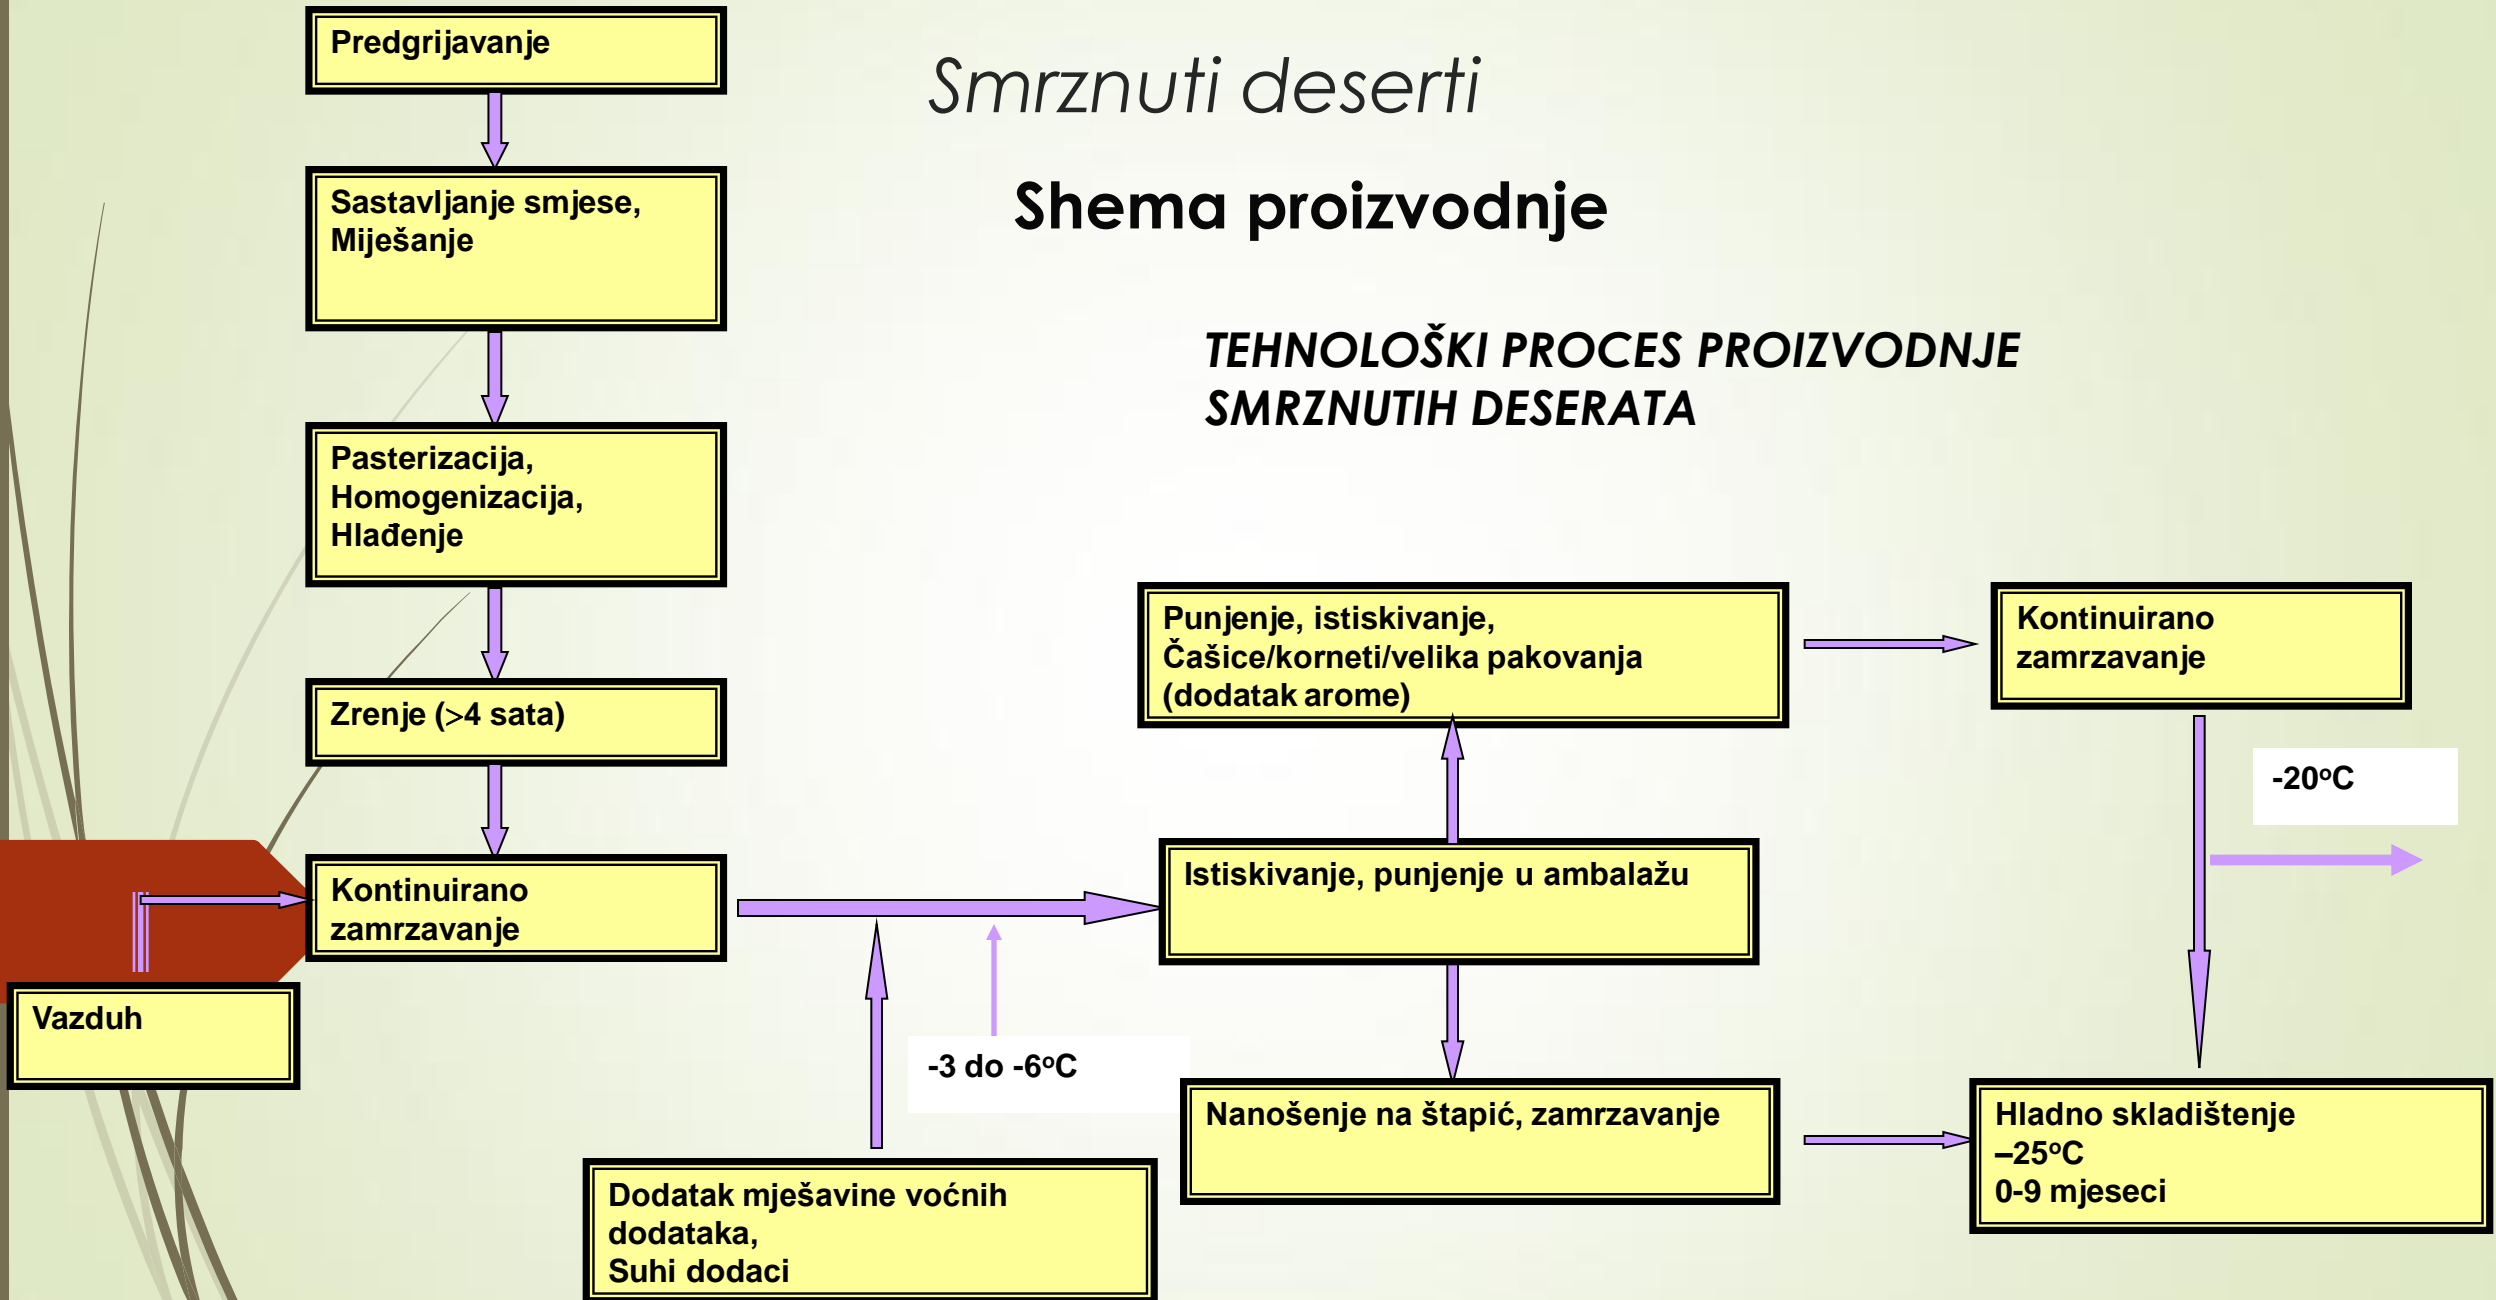 Smrznuti deserti
Shema proizvodnje
TEHNOLOŠKI PROCES PROIZVODNJE
SMRZNUTIH DESERATA
Predgrijavanje
Sastavljanje smjese,
Miješanje
Pasterizacija,
Homogenizacija,
Hlađenje
Zrenje (>4 sata)
Kontinuirano
zamrzavanje
Vazduh
-3 do -6°C
Dodatak mješavine voćnih
dodataka,
Suhi dodaci
Istiskivanje, punjenje u ambalažu
Punjenje, istiskivanje,
Čašice/korneti/velika pakovanja
(dodatak arome)
Kontinuirano
zamrzavanje
-20°C
Nanošenje na štapić, zamrzavanje
Hladno skladištenje
–25°C
0-9 mjeseci